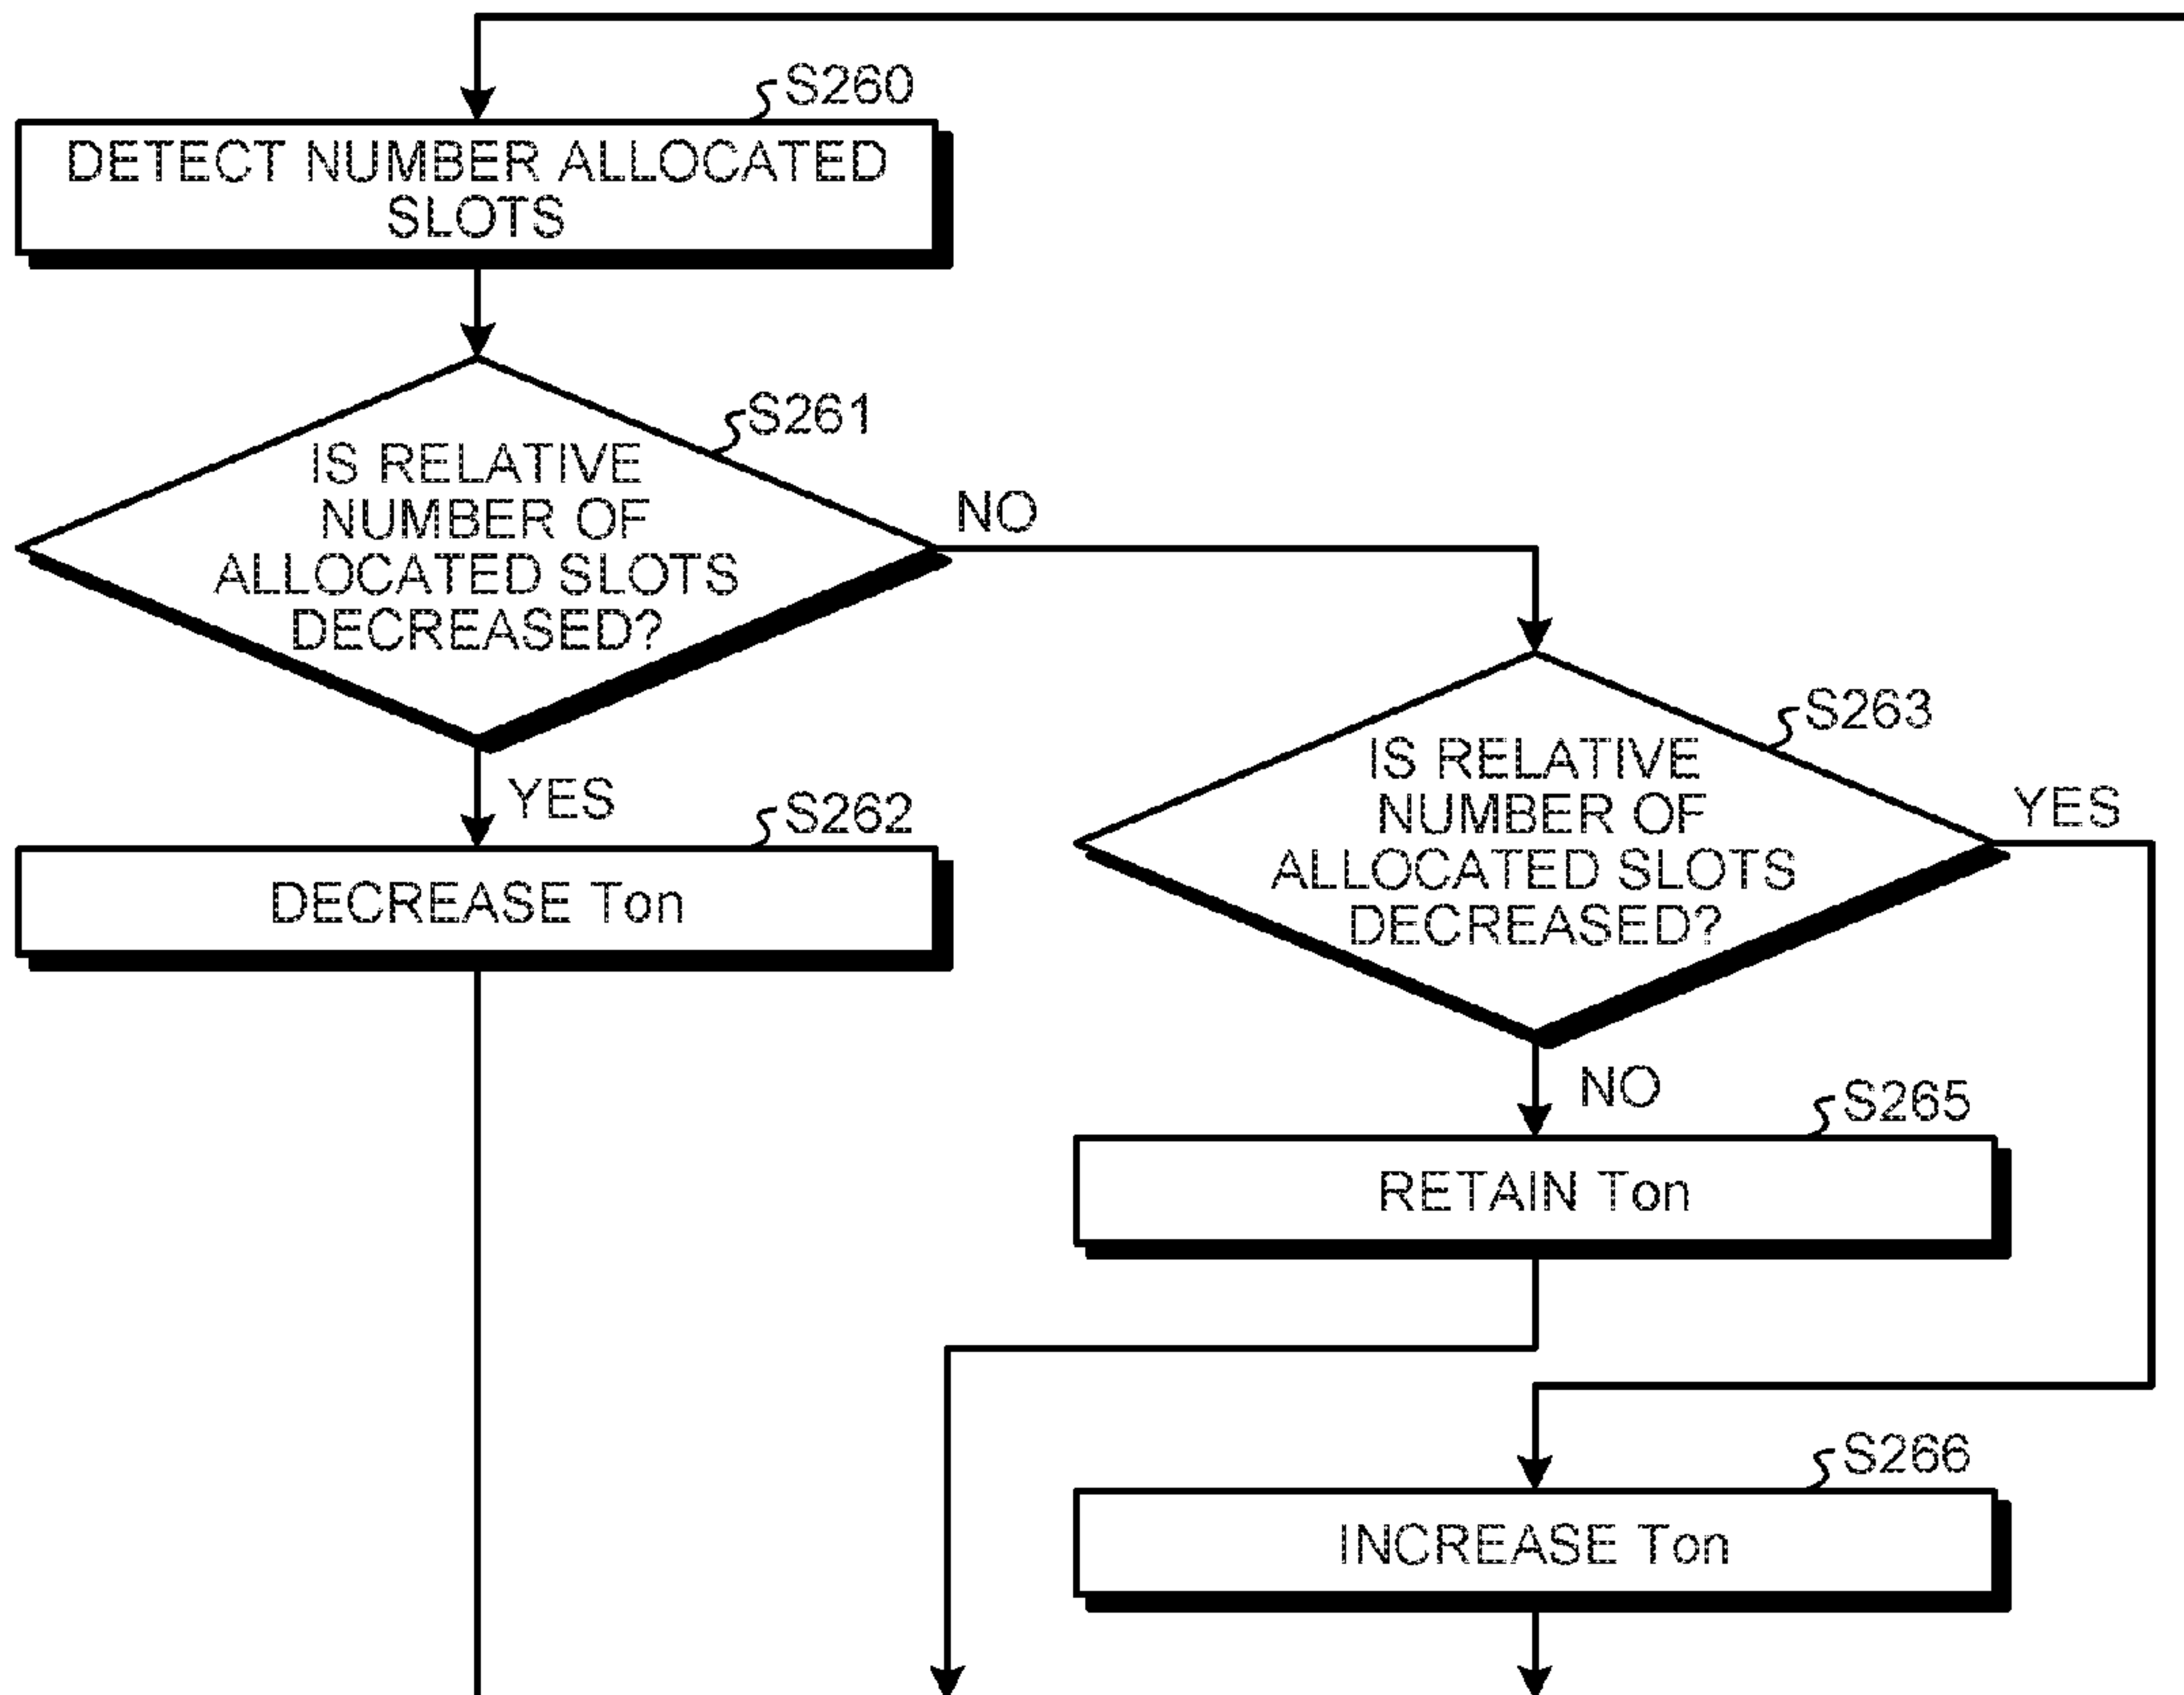 S260
DETECT NUMBER ALLOCATED
SLOTS
S261
IS RELATIVE
NUMBER OF
ALLOCATED SLOTS
DECREASED?
NO
YES
S262
DECREASE Ton
S263
IS RELATIVE
NUMBER OF
ALLOCATED SLOTS
DECREASED?
YES
NO
S265
RETAIN Ton
S266
INCREASE Ton